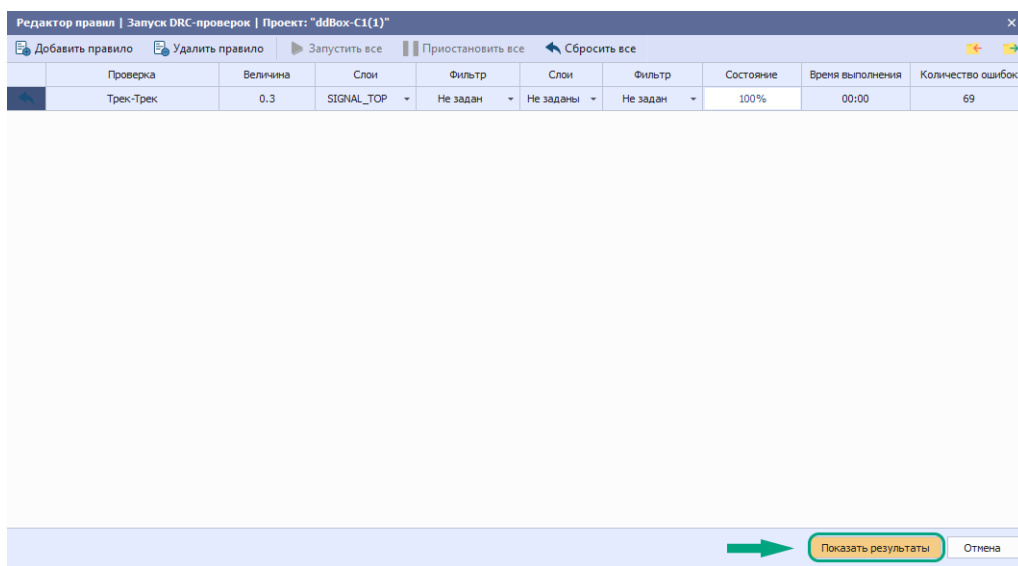 Редактор правил | Запуск DRC-проверок | Проект: "ddBox-C1(1)"
Добавить правило Удалить правило Запустить все Приостановить все Сбросить все
Проверка Величина Слои Фильтр Слои Фильтр Состояние Время выполнения Количество ошибок
Трек-Трек 0.3 SIGNAL_TOP Не задан Не заданы Не задан 100% 00:00 69
Показать результаты Отмена